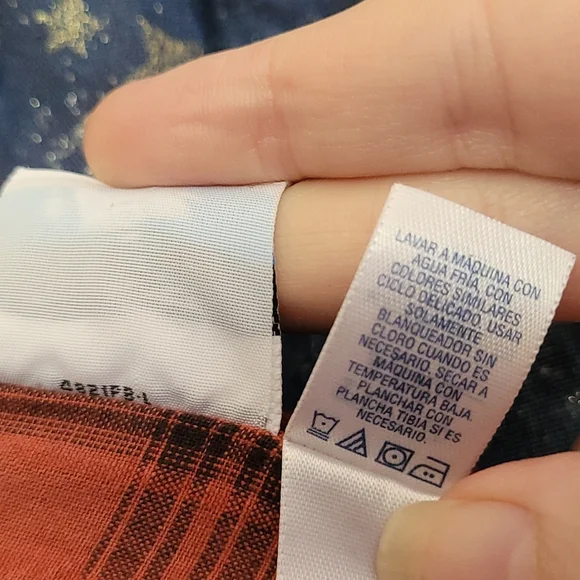 LAVAR A MAQUINA CON
AGUA FRIA, CON
COLORES SIMILARES
CICLO DELICADO, USAR
SOLAMENTE
BLANQUEADOR SIN
CLORO CUANDO ES
NECESARIO. SECAR A
MAQUINA CON
TEMPERATURA BAJA.
PLANCHAR CON
PLANCHA TIBIA SI ES
NECESARIO.